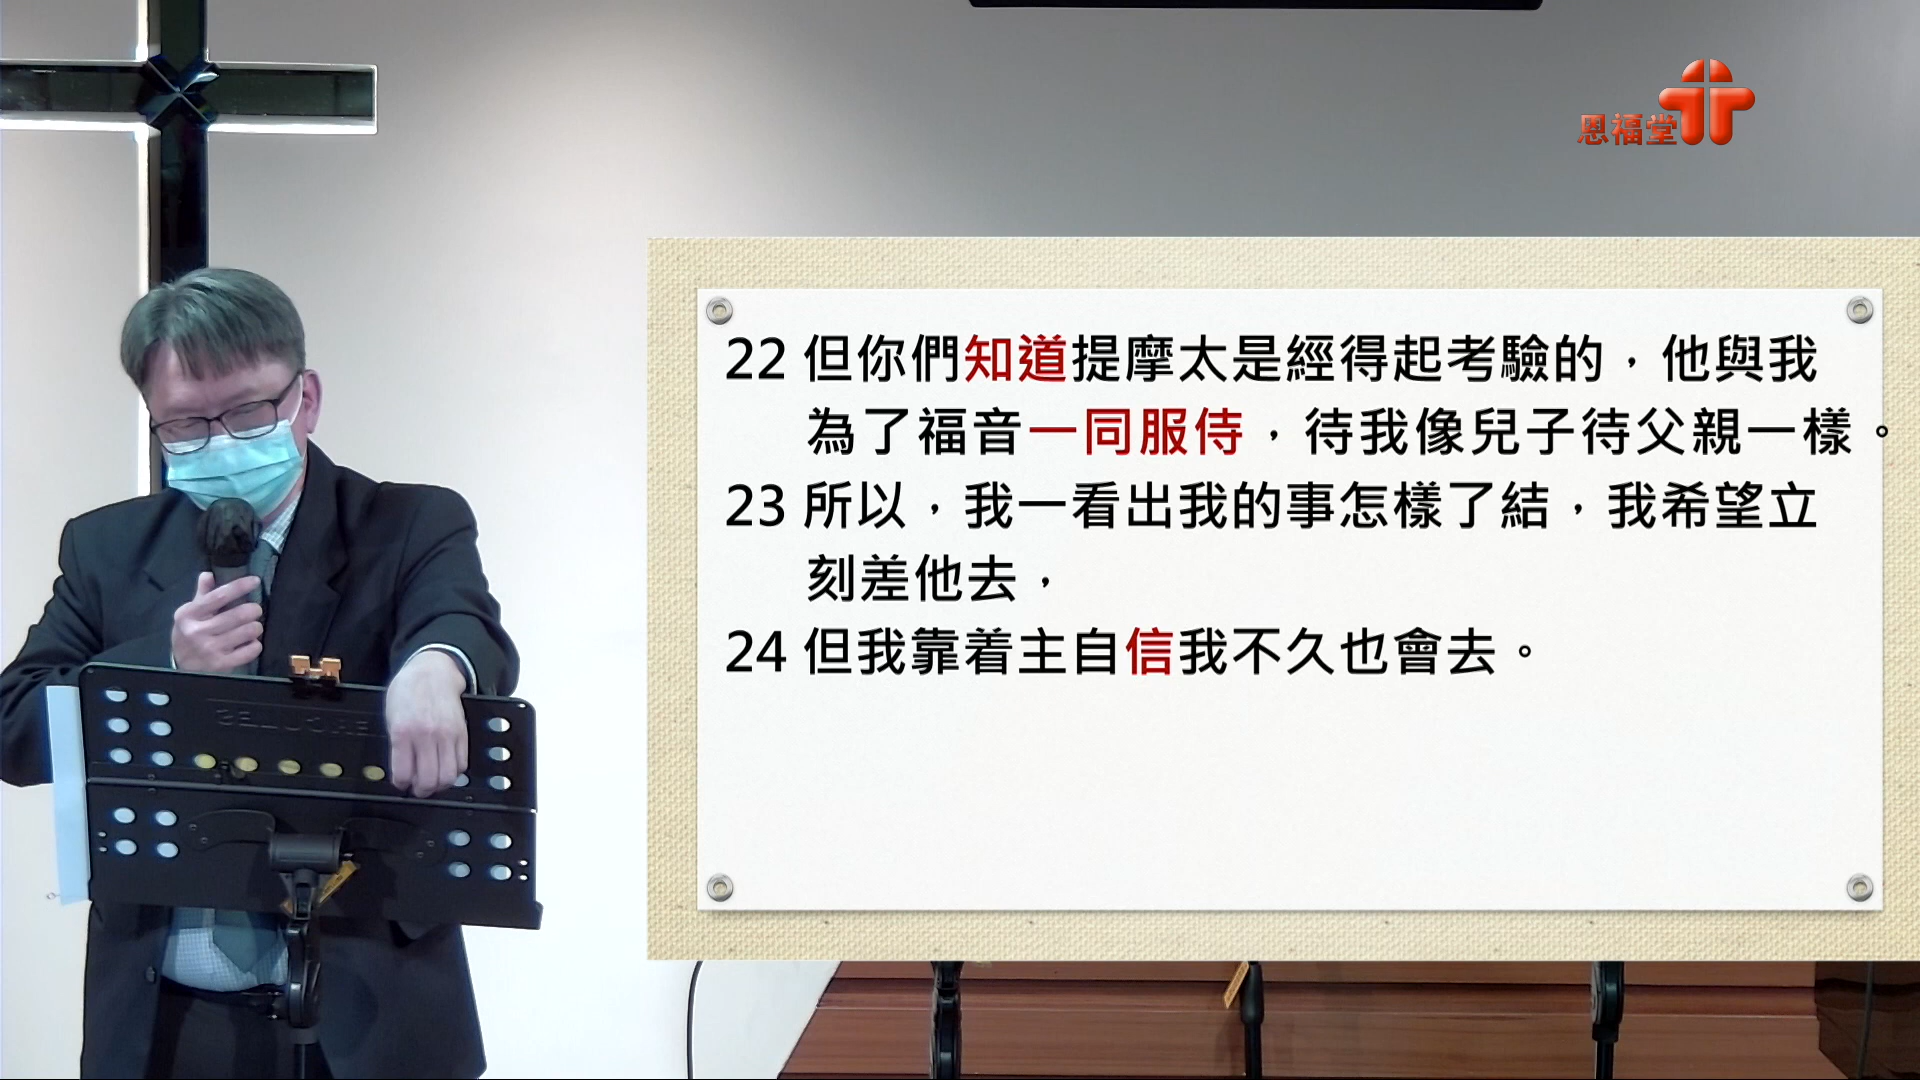 恩福堂
22 但你們知道提摩太是經得起考驗的，他與我
為了福音一同服侍，待我像兒子待父親一樣。
23 所以，我一看出我的事怎樣了結，我希望立
刻差他去，
24 但我靠着主自信我不久也會去。